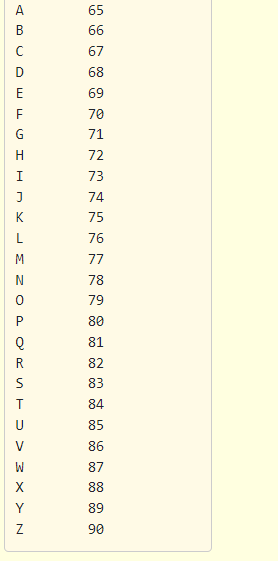 A 65
B 66
C 67
D 68
E 69
F 70
G 71
H 72
I 73
J 74
K 75
L 76
M 77
N 78
O 79
P 80
Q 81
R 82
S 83
T 84
U 85
V 86
W 87
X 88
Y 89
Z 90